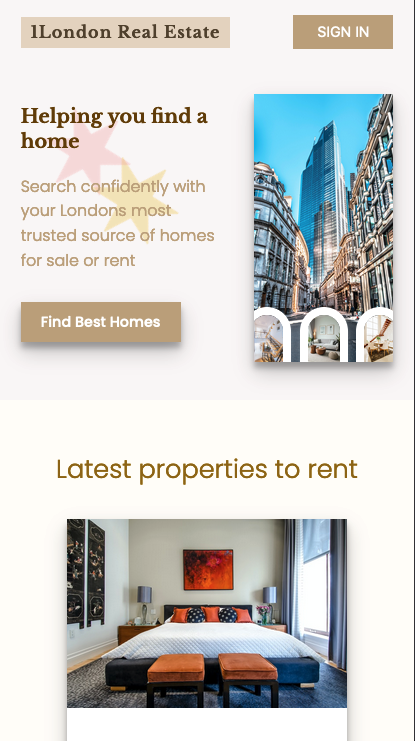 1London Real Estate
SIGN IN
Helping you find a
home
Search confidently with
your Londons most
trusted source of homes
for sale or rent
Find Best Homes
Latest properties to rent